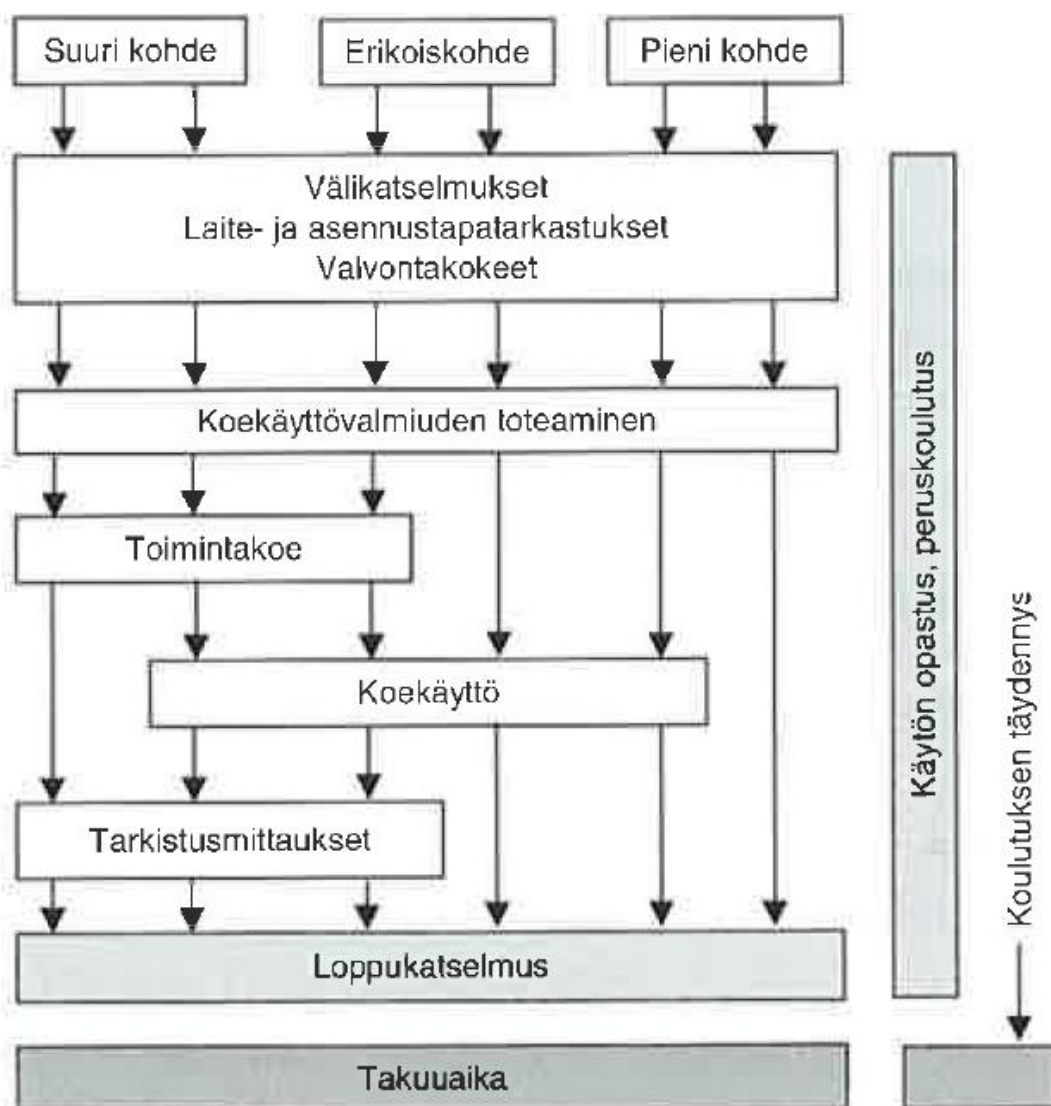 Suuri kohde
Erikoiskohde
Pieni kohde
Välikatselmukset
Laite- ja asennustapatarkastukset
Valvontakokeet
Koekäyttövalmiuden toteaminen
Toimintakoe
Koekäyttö
Tarkistusmittaukset
Loppukatselmus
Takuuaika
Käytön opastus, peruskoulutus
Koulutuksen täydennys